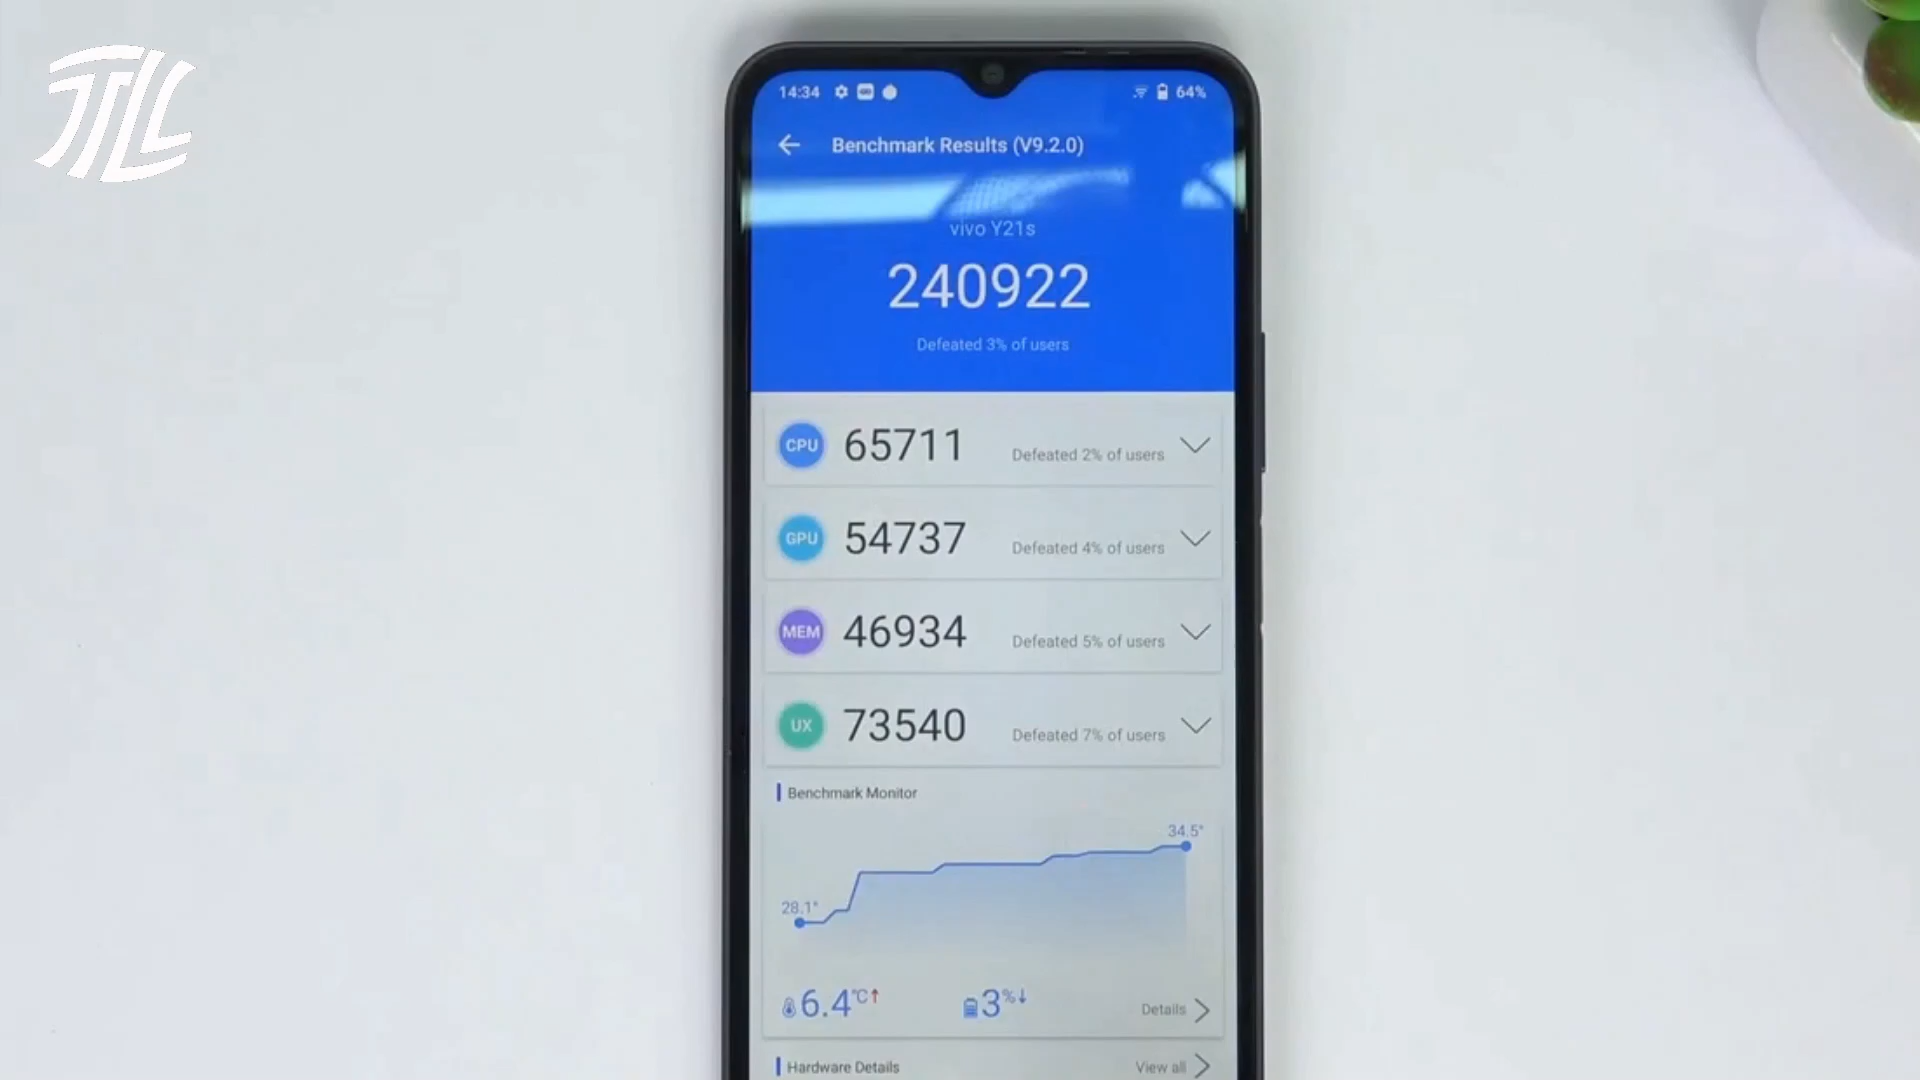 TLL
14:34 64%
Benchmark Results (V9.2.0)
vivo Y21s
240922
Defeated 3% of users
CPU 65711 Defeated 2% of users
GPU 54737 Defeated 4% of users
MEM 46934 Defeated 5% of users
UX 73540 Defeated 7% of users
Benchmark Monitor
34.5°
28.1°
6.4℃↑ 3%↓ Details
Hardware Details View all